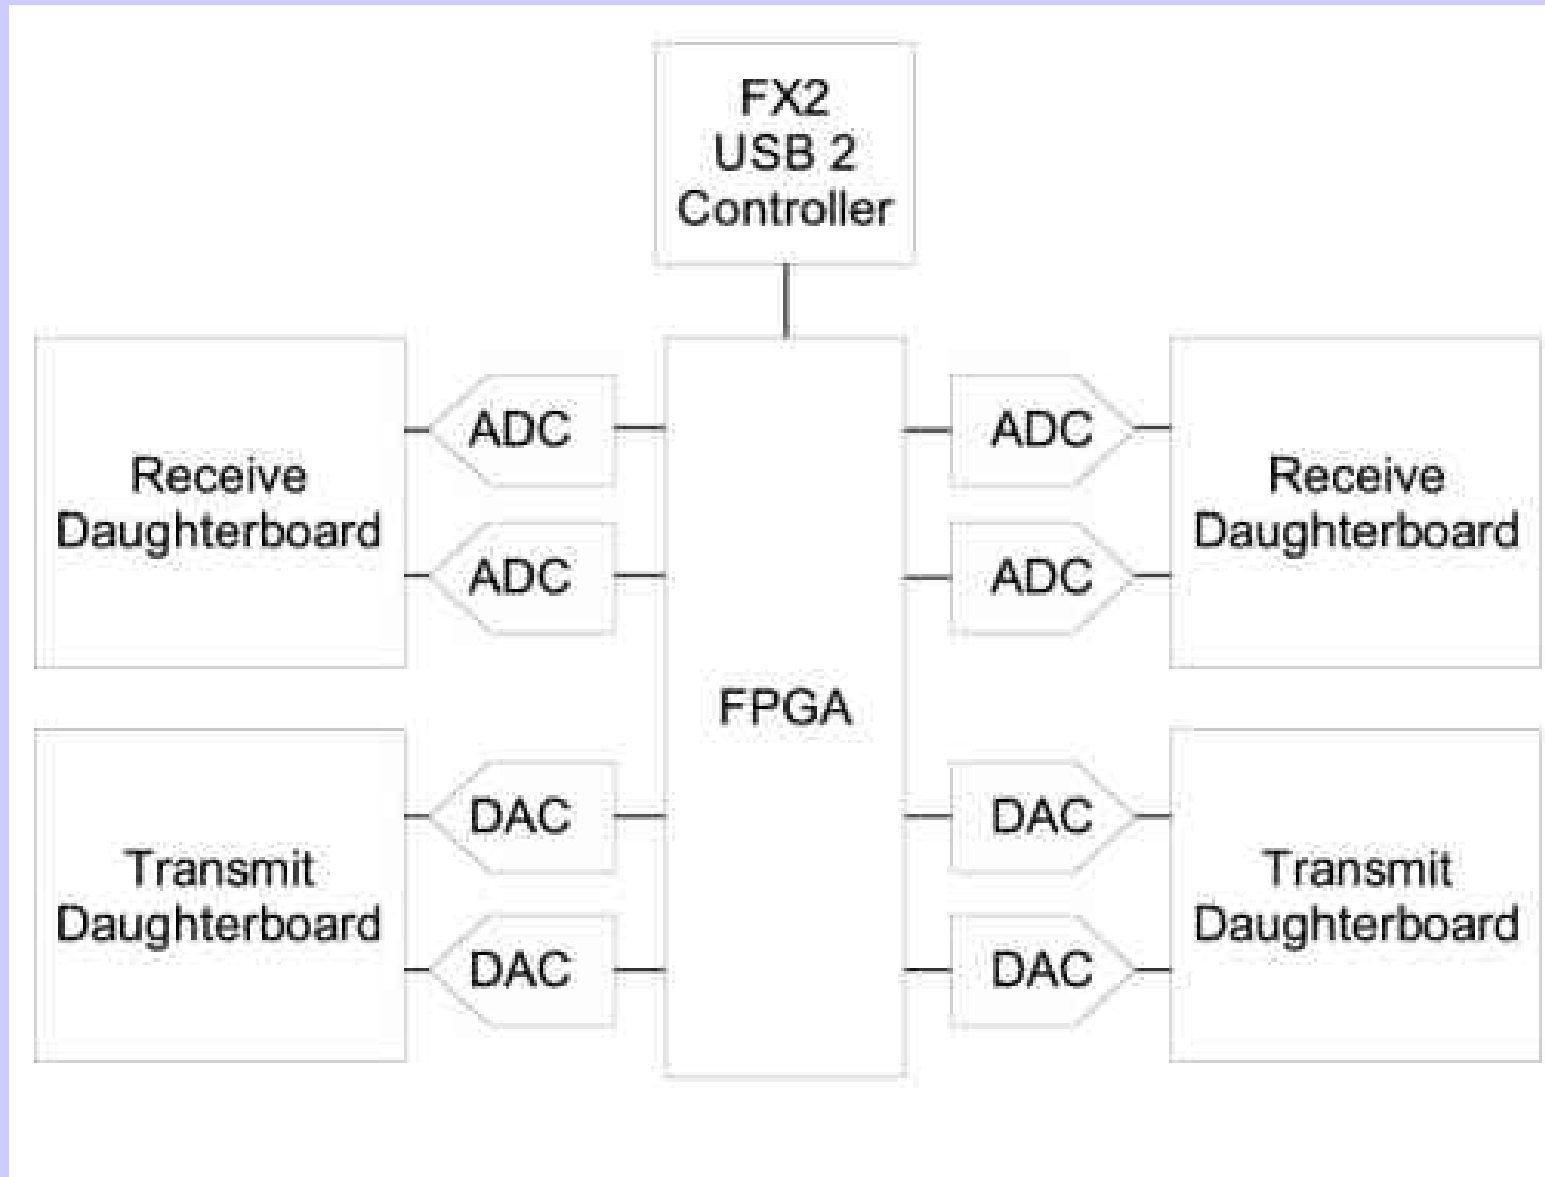 FX2
USB 2
Controller
Receive
Daughterboard
ADC
ADC
FPGA
ADC
ADC
Receive
Daughterboard
Transmit
Daughterboard
DAC
DAC
DAC
DAC
Transmit
Daughterboard